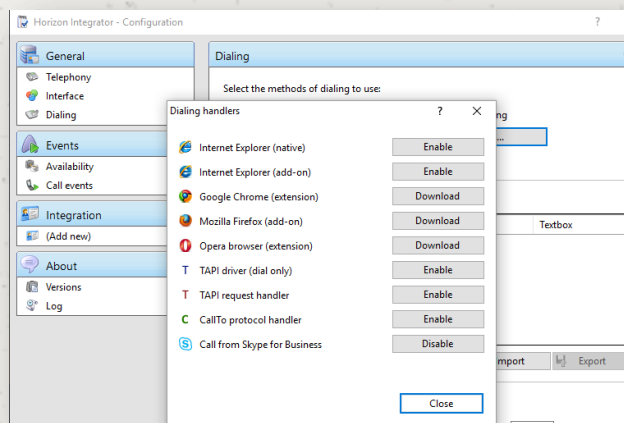 Horizon Integrator - Configuration ?
General
Telephony
Interface
Dialing
Events
Availability
Call events
Integration
(Add new)
About
Versions
Log
Dialing
Select the methods of dialing to use:
ng
...
Textbox
mport Export
Dialing handlers ?
Internet Explorer (native) Enable
Internet Explorer (add-on) Enable
Google Chrome (extension) Download
Mozilla Firefox (add-on) Download
Opera browser (extension) Download
T TAPI driver (dial only) Enable
T TAPI request handler Enable
C CallTo protocol handler Enable
S Call from Skype for Business Disable
Close